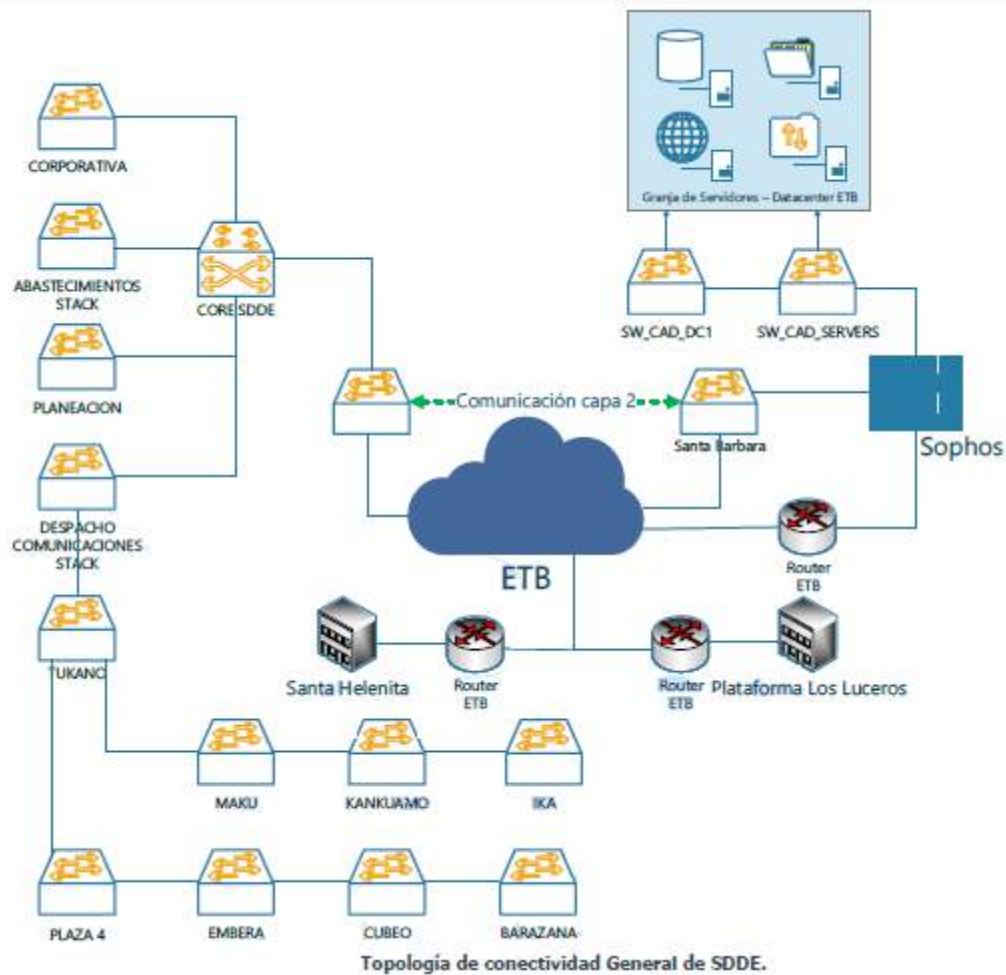 Granja de Servidores – Datacenter ETB
CORPORATIVA
ABASTECIMIENTOS
STACK
CORE SDDE
SW_CAD_DC1
SW_CAD_SERVERS
PLANEACION
Comunicación capa 2
Santa Barbara
Sophos
DESPACHO
COMUNICACIONES
STACK
ETB
Router
ETB
TUKANO
Santa Helenita
Router
ETB
Router
ETB
Plataforma Los Luceros
MAKU
KANKUAMO
IKA
PLAZA 4
EMBERA
CUBEO
BARAZANA
Topología de conectividad General de SDDE.